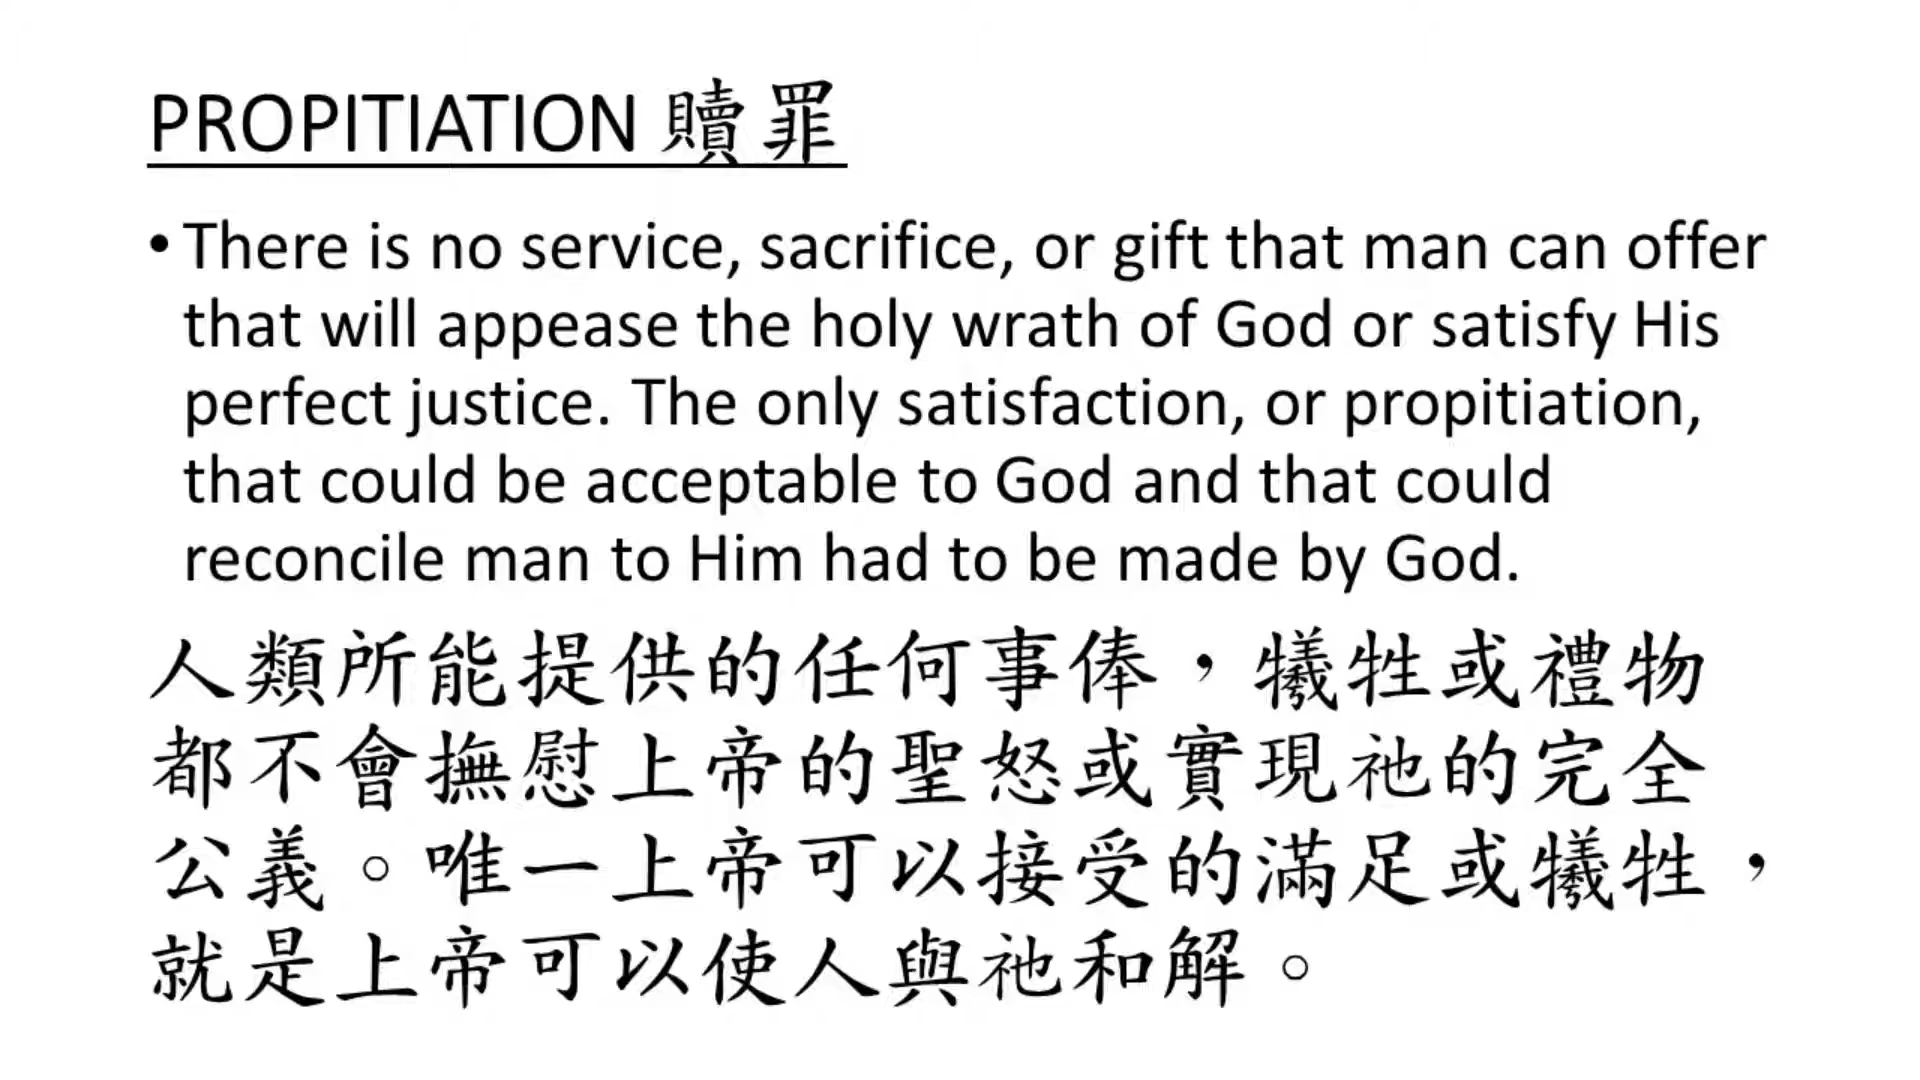 PROPITIATION 贖罪
• There is no service, sacrifice, or gift that man can offer
that will appease the holy wrath of God or satisfy His
perfect justice. The only satisfaction, or propitiation,
that could be acceptable to God and that could
reconcile man to Him had to be made by God.
人類所能提供的任何事俸，犧牲或禮物
都不會撫慰上帝的聖怒或實現祂的完全
公義。唯一上帝可以接受的滿足或犧牲，
就是上帝可以使人與祂和解。